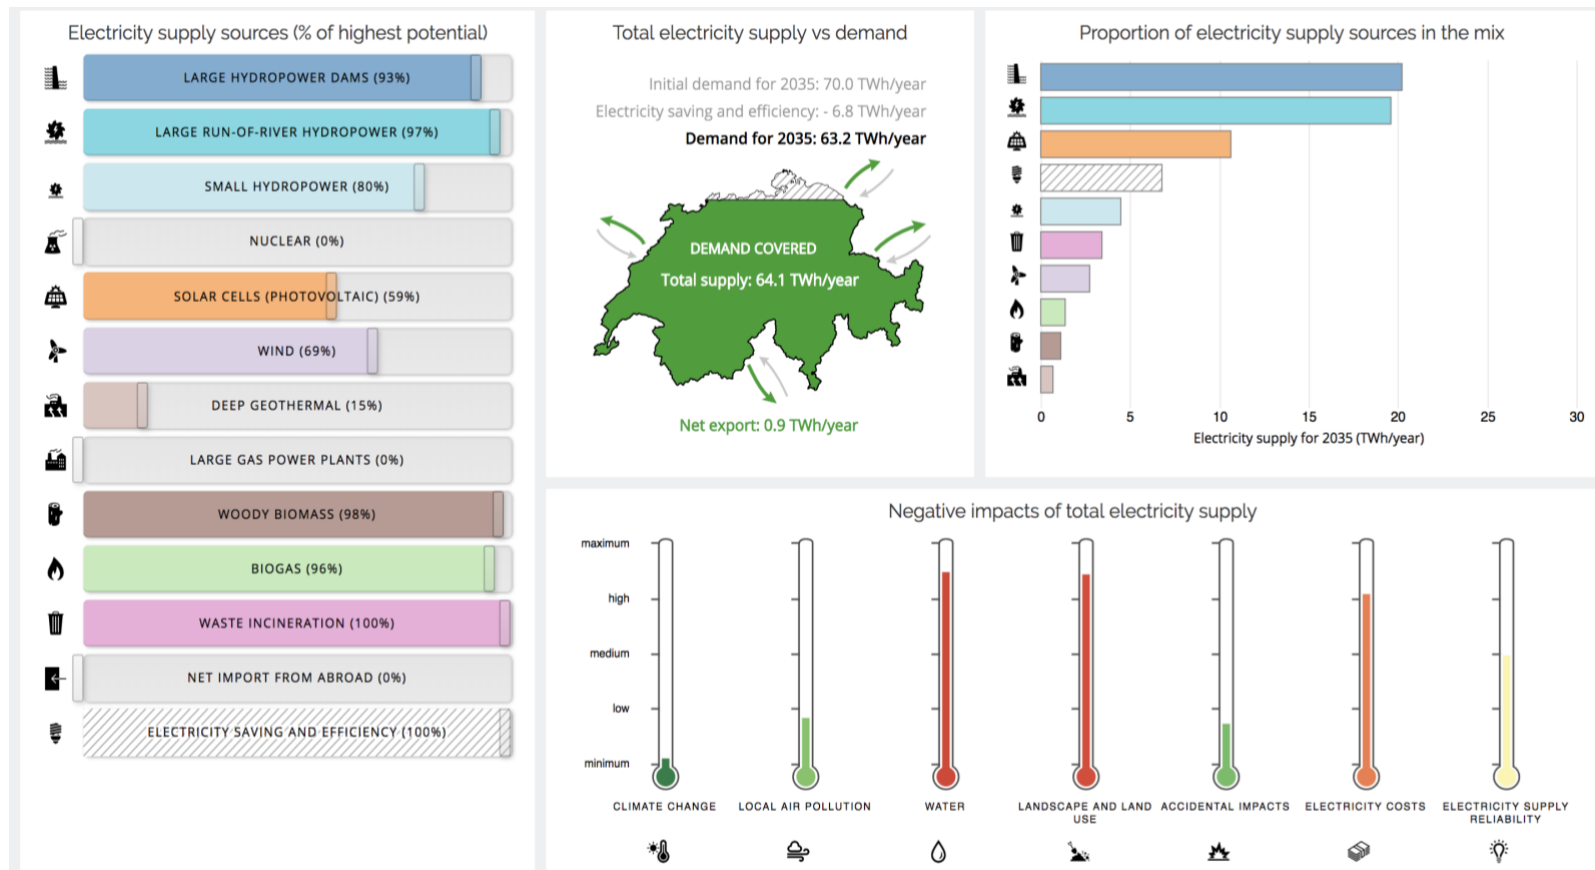 Electricity supply sources (% of highest potential)
LARGE HYDROPOWER DAMS (93%)
LARGE RUN-OF-RIVER HYDROPOWER (97%)
SMALL HYDROPOWER (80%)
NUCLEAR (0%)
SOLAR CELLS (PHOTOVOLTAIC) (59%)
WIND (69%)
DEEP GEOTHERMAL (15%)
LARGE GAS POWER PLANTS (0%)
WOODY BIOMASS (98%)
BIOGAS (96%)
WASTE INCINERATION (100%)
NET IMPORT FROM ABROAD (0%)
ELECTRICITY SAVING AND EFFICIENCY (100%)
Total electricity supply vs demand
Initial demand for 2035: 70.0 TWh/year
Electricity saving and efficiency: - 6.8 TWh/year
Demand for 2035: 63.2 TWh/year
DEMAND COVERED
Total supply: 64.1 TWh/year
Net export: 0.9 TWh/year
Proportion of electricity supply sources in the mix
0 5 10 15 20 25 30
Electricity supply for 2035 (TWh/year)
Negative impacts of total electricity supply
maximum
high
medium
low
minimum
CLIMATE CHANGE
LOCAL AIR POLLUTION
WATER
LANDSCAPE AND LAND
USE
ACCIDENTAL IMPACTS
ELECTRICITY COSTS
ELECTRICITY SUPPLY
RELIABILITY